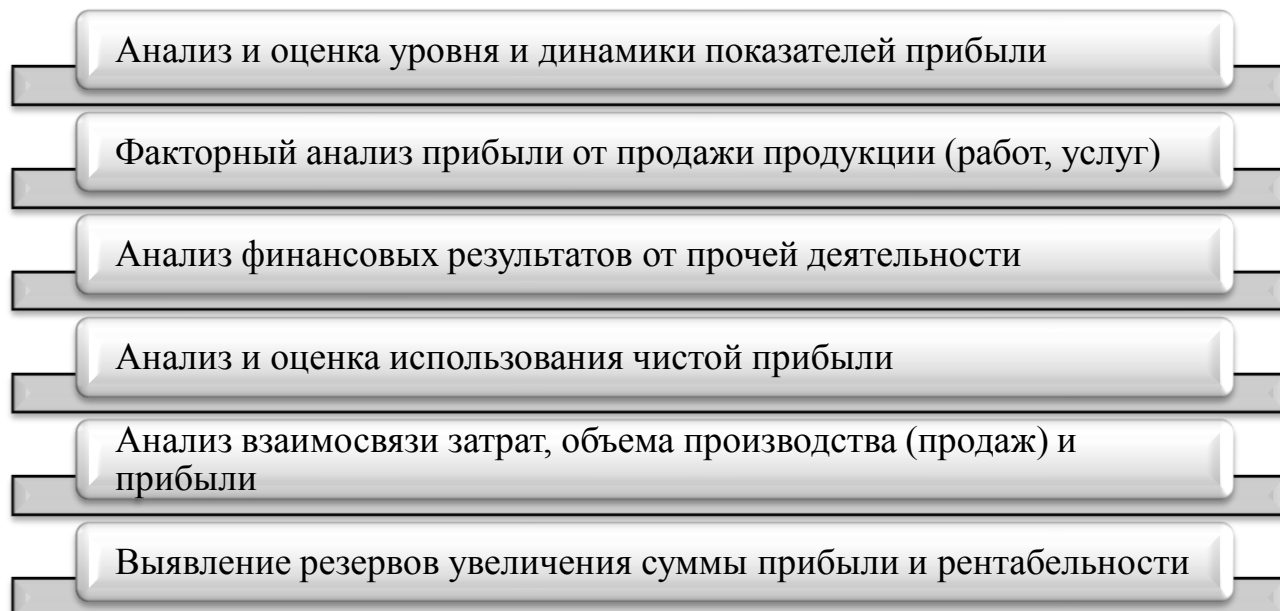 Анализ и оценка уровня и динамики показателей прибыли
Факторный анализ прибыли от продажи продукции (работ, услуг)
Анализ финансовых результатов от прочей деятельности
Анализ и оценка использования чистой прибыли
Анализ взаимосвязи затрат, объема производства (продаж) и
прибыли
Выявление резервов увеличения суммы прибыли и рентабельности